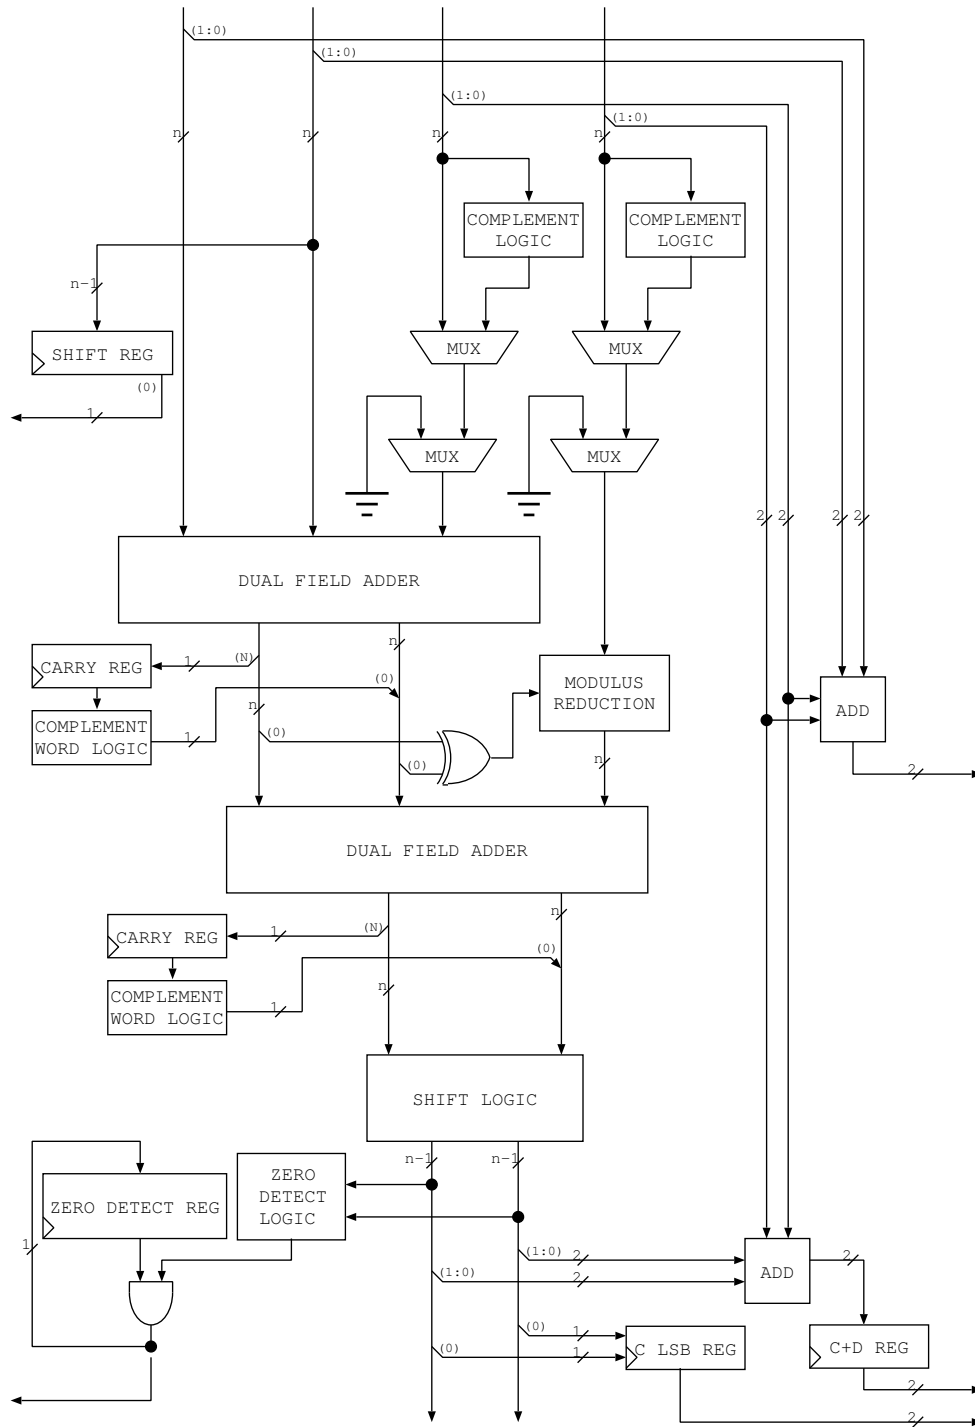 (1:0)
(1:0)
(1:0)
(1:0)
n
n
n
n
COMPLEMENT
LOGIC
COMPLEMENT
LOGIC
n-1
SHIFT REG
MUX
MUX
(0)
1
MUX
MUX
2
2
2
2
DUAL FIELD ADDER
n
CARRY REG
1
(N)
(0)
MODULUS
REDUCTION
n
ADD
COMPLEMENT
WORD LOGIC
1
(0)
(0)
n
2
DUAL FIELD ADDER
n
CARRY REG
1
(N)
(0)
n
COMPLEMENT
WORD LOGIC
1
SHIFT LOGIC
n-1
n-1
ZERO
DETECT
LOGIC
ZERO DETECT REG
1
(1:0)
2
(1:0)
2
ADD
2
(0)
1
(0)
1
C LSB REG
C+D REG
2
2